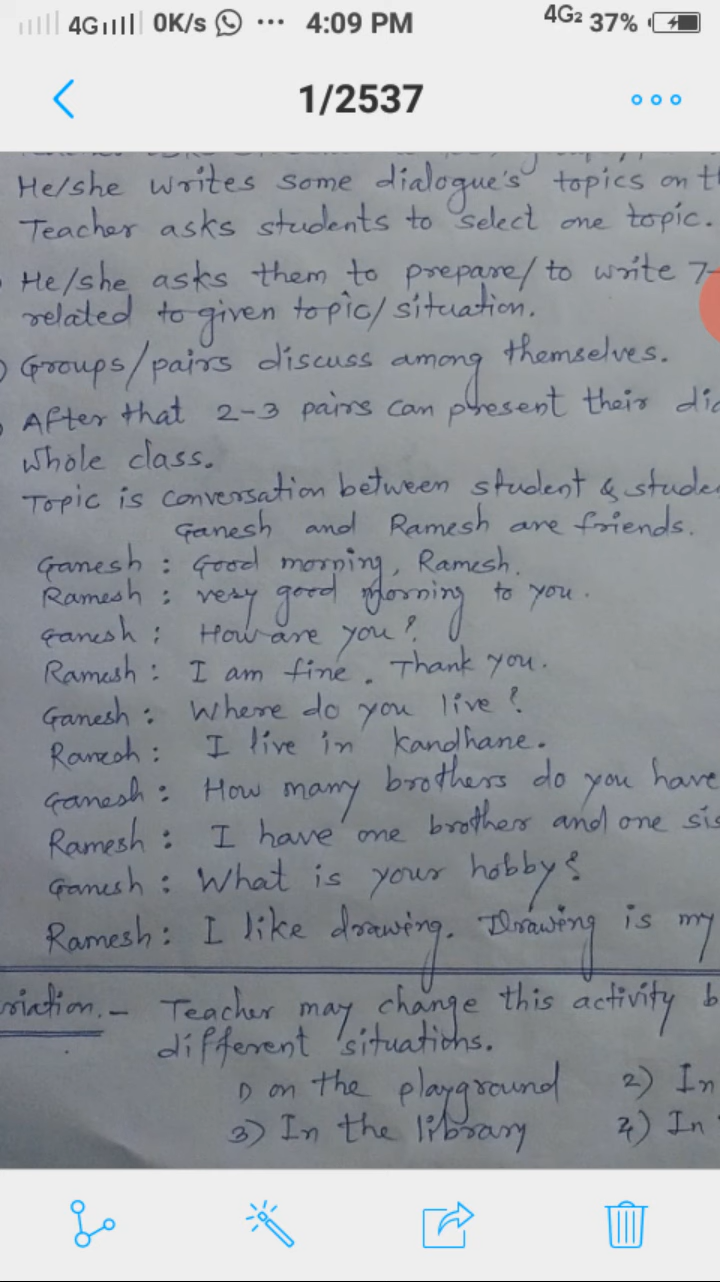 4G 0K/s ... 4:09 PM 4G2 37%
1/2537
He/she writes some dialogue's topics on
Teacher asks students to select one topic.
He/she asks them to prepare/to write 7-
related to given topic/situation.
Groups/pairs discuss among themselves.
After that 2-3 pairs can present their
whole class.
Topic is conversation between student & stude
Ganesh and Ramesh are friends.
Ganesh : Good morning, Ramesh.
Ramesh : very good morning to you.
Ganesh : How are you?
Ramesh : I am fine. Thank you.
Ganesh : Where do you live?
Ramesh : I live in Kandhane.
Ganesh : How many brothers do you have
Ramesh : I have one brother and one sis
Ganesh : What is your hobby?
Ramesh : I like drawing. Drawing is my
riation. - Teacher may change this activity b
different situations.
1) on the playground 2) In
3) In the library 4) In